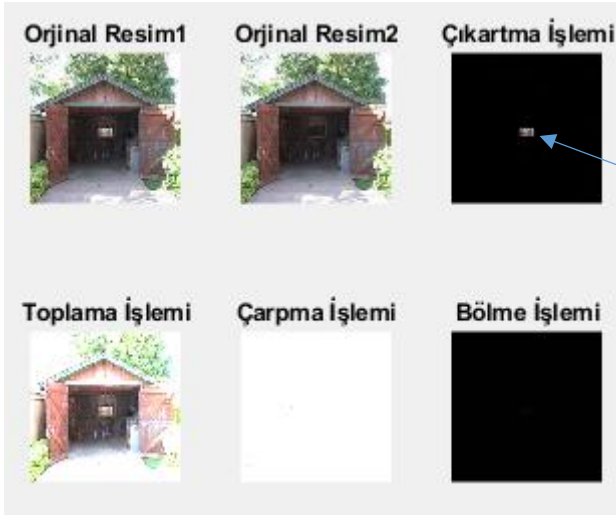 Orjinal Resim1
Orjinal Resim2
Çıkartma İşlemi
Toplama İşlemi
Çarpma İşlemi
Bölme İşlemi